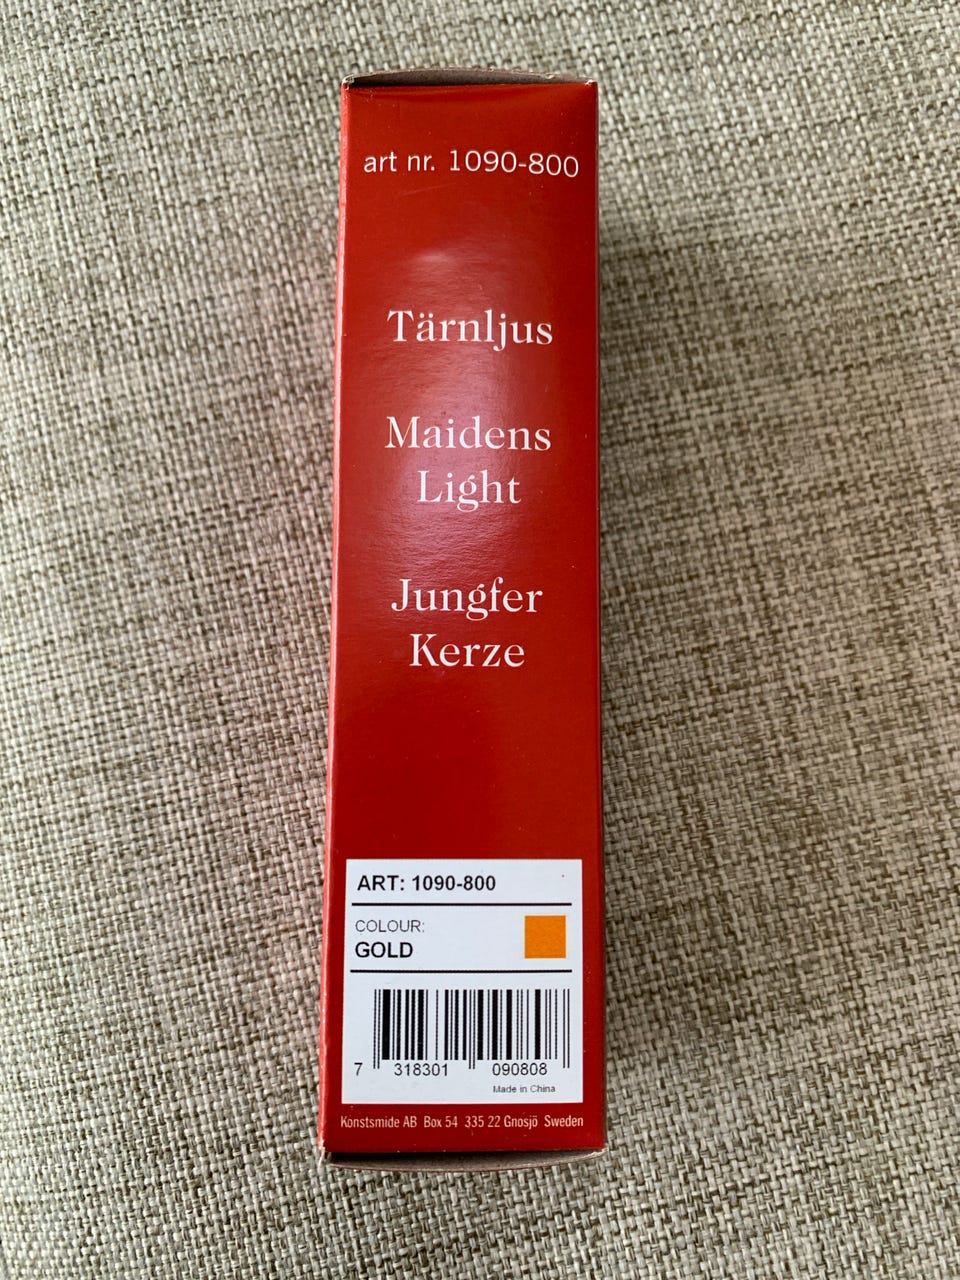 art nr. 1090-800
Tärnljus
Maidens
Light
Jungfer
Kerze
ART: 1090-800
COLOUR:
GOLD
7 318301 090808
Made in China
Konstsmide AB Box 54 335 22 Gnosjö Sweden